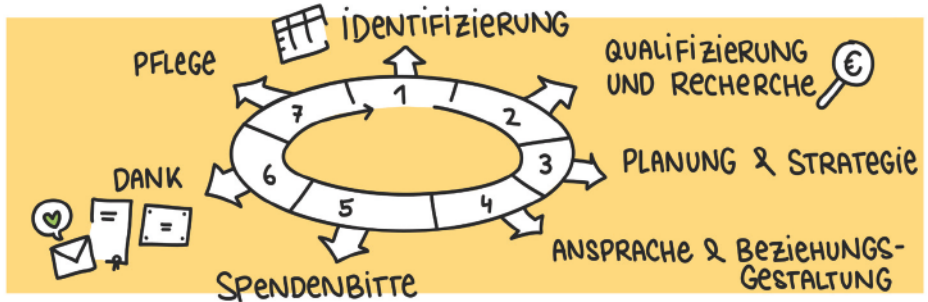 IDENTIFIZIERUNG
1
QUALIFIZIERUNG
UND RECHERCHE
€
2
PLANUNG & STRATEGIE
3
ANSPRACHE & BEZIEHUNGS-
GESTALTUNG
4
SPENDENBITTE
5
DANK
6
PFLEGE
7